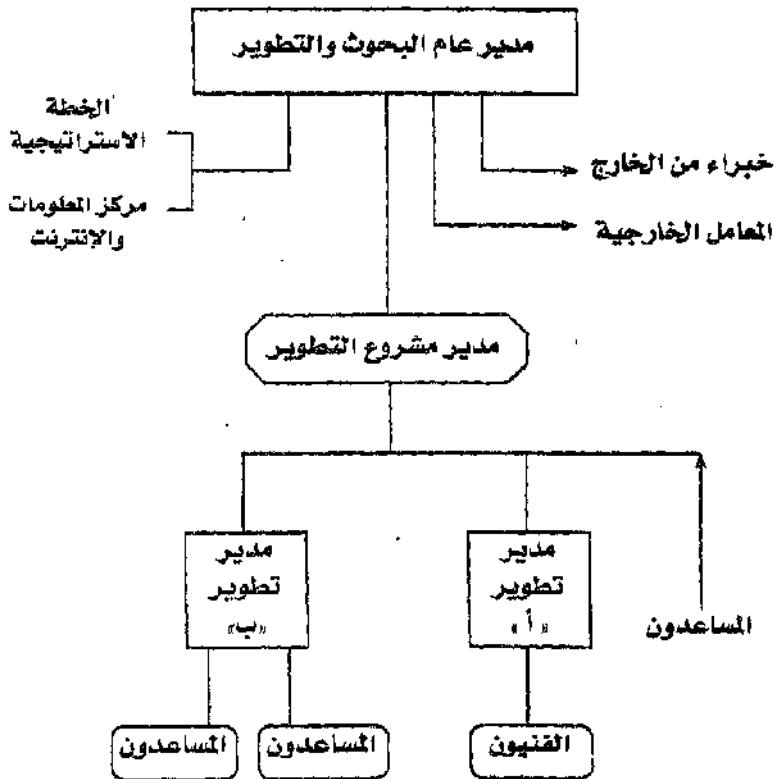 مدير عام البحوث والتطوير
الخطة
الاستراتيجية
خبراء من الخارج
مركز المعلومات
والإنترنت
المعامل الخارجية
مدير مشروع التطوير
مدير
تطوير
«أ»
مدير
تطوير
«ب»
المساعدون
الفنيون
المساعدون
المساعدون